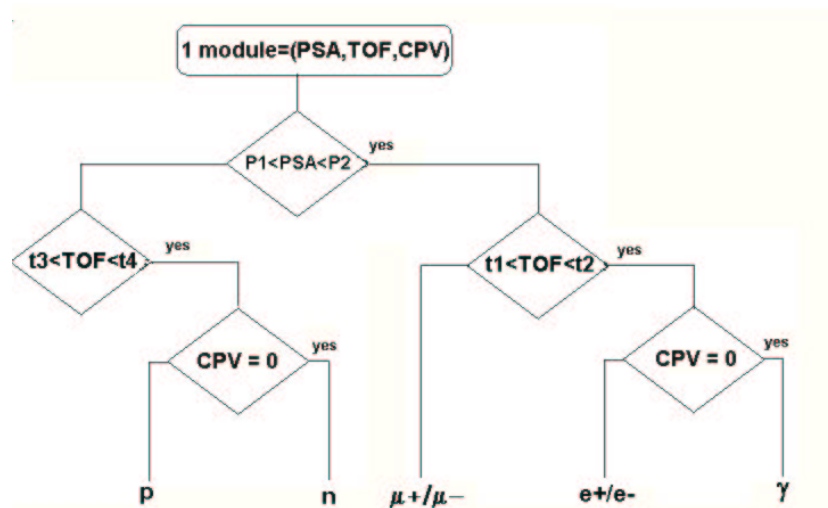 1 module=(PSA,TOF,CPV)
P1<PSA<P2
yes
t3<TOF<t4
yes
t1<TOF<t2
yes
CPV = 0
yes
CPV = 0
yes
p
n
μ+/μ−
e+/e-
γ